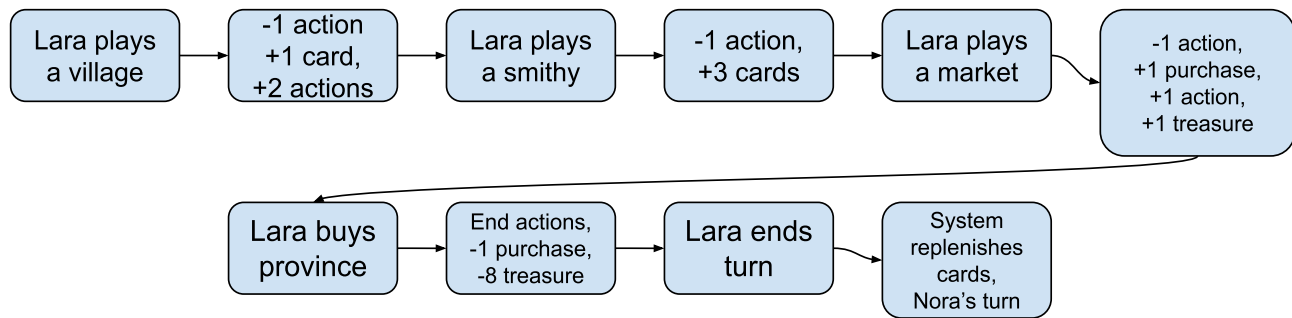 Lara plays
a village
-1 action
+1 card,
+2 actions
Lara plays
a smithy
-1 action,
+3 cards
Lara plays
a market
-1 action,
+1 purchase,
+1 action,
+1 treasure
Lara buys
province
End actions,
-1 purchase,
-8 treasure
Lara ends
turn
System
replenishes
cards,
Nora's turn